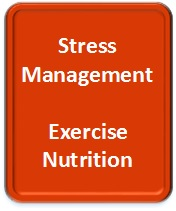 Stress
Management
Exercise
Nutrition